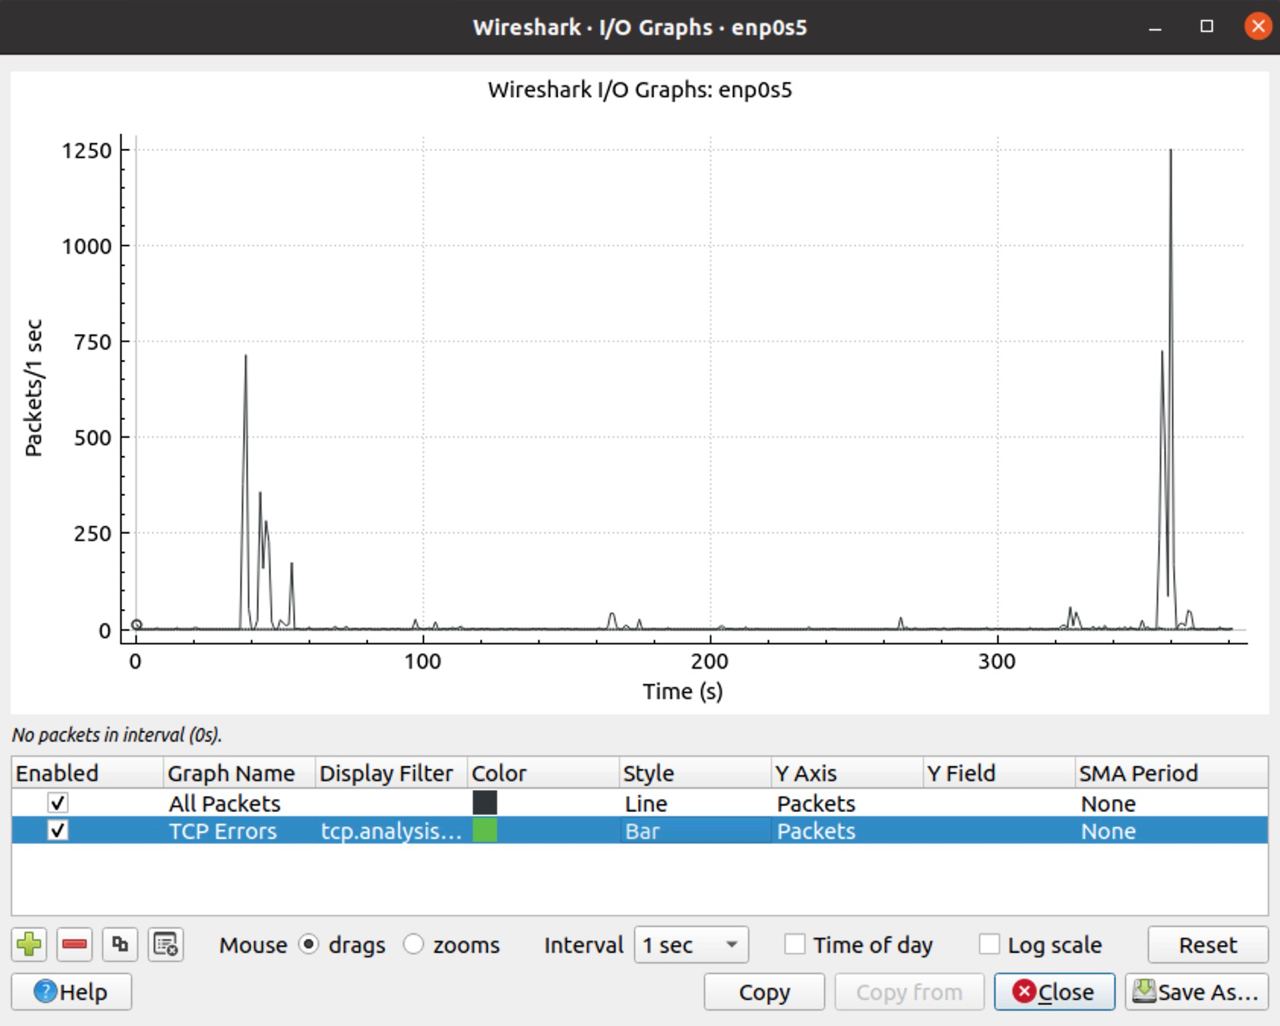 Wireshark · I/O Graphs · enp0s5
Wireshark I/O Graphs: enp0s5
1250
1000
750
500
250
0
Packets/1 sec
0 100 200 300
Time (s)
No packets in interval (0s).
Enabled Graph Name Display Filter Color Style Y Axis Y Field SMA Period
All Packets Line Packets None
TCP Errors tcp.analysis... Bar Packets None
Mouse drags zooms Interval 1 sec Time of day Log scale Reset
Help Copy Copy from Close Save As...